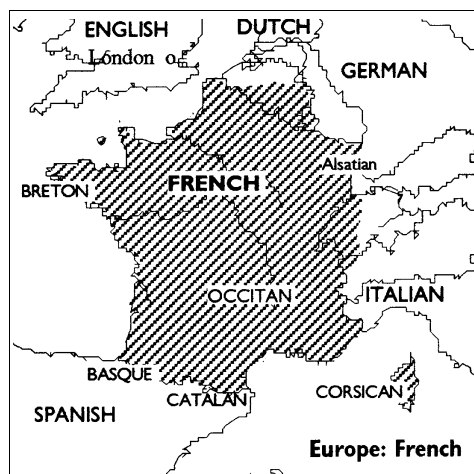 ENGLISH
DUTCH
London
GERMAN
Alsatian
BRETON
FRENCH
OCCITAN
ITALIAN
BASQUE
CATALAN
CORSICAN
SPANISH
Europe: French